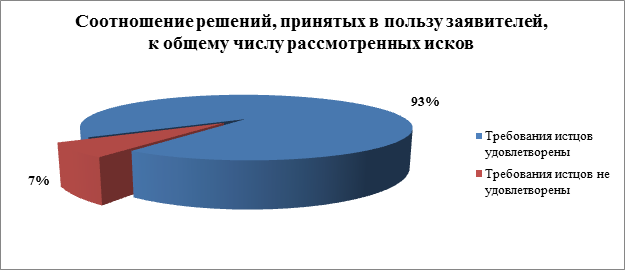 Соотношение решений, принятых в пользу заявителей,
к общему числу рассмотренных исков
93%
7%
Требования истцов
удовлетворены
Требования истцов не
удовлетворены